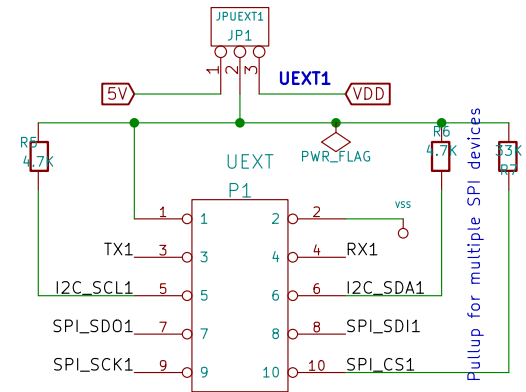 JPUEXT1
JP1
1 2 3
UEXT1
5V
VDD
R5
4.7K
R6
4.7K
33K
R7
PWR_FLAG
Pullup for multiple SPI devices
UEXT
P1
vss
1 1 2 2
TX1 3 3 4 4 RX1
I2C_SCL1 5 5 6 6 I2C_SDA1
SPI_SDO1 7 7 8 8 SPI_SDI1
SPI_SCK1 9 9 10 10 SPI_CS1